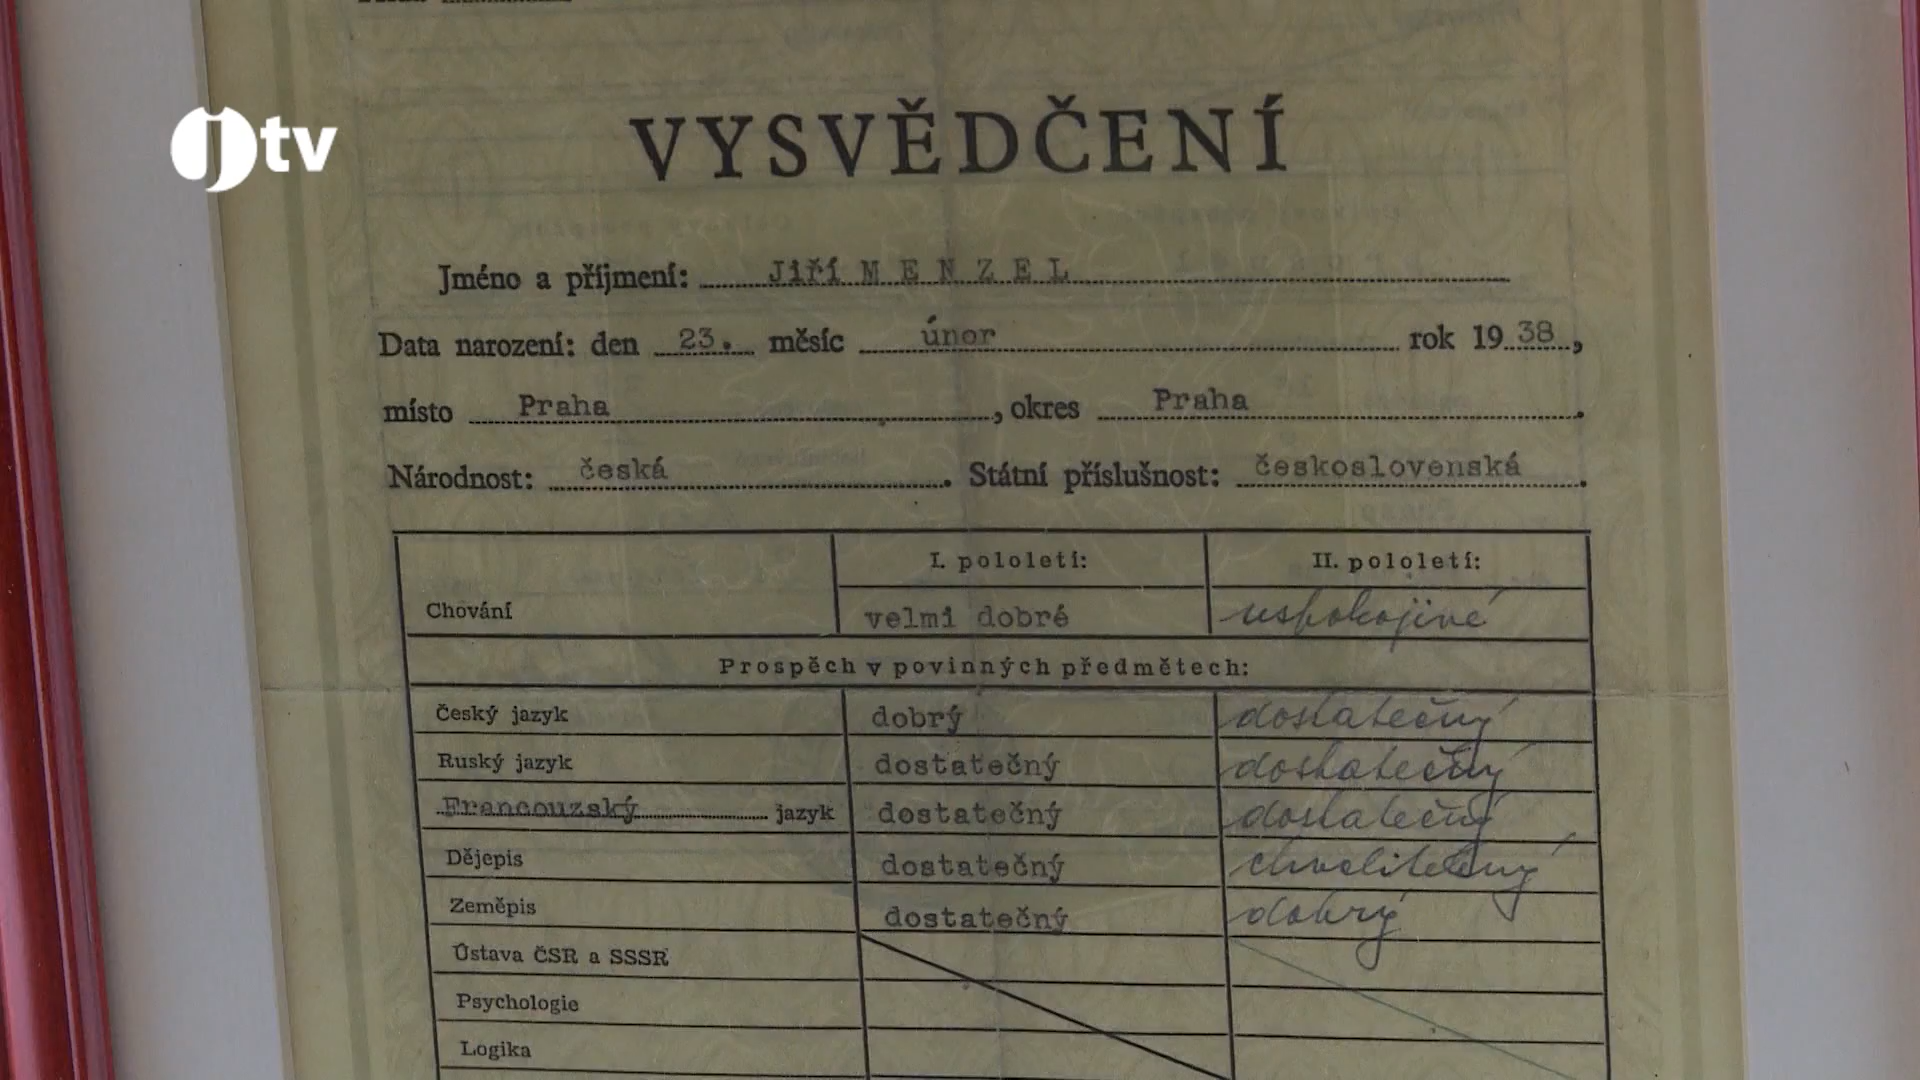 jtv
VYSVĚDČENÍ
Jméno a příjmení: Jiří MENZEL
Data narození: den 23. měsíc únor rok 1938,
místo Praha, okres Praha.
Národnost: česká. Státní příslušnost: československá.
I. pololetí: II. pololetí:
Chování velmi dobré uspokojivé
Prospěch v povinných předmětech:
Český jazyk dobrý dostatečný
Ruský jazyk dostatečný dostatečný
Francouzský jazyk dostatečný dostatečný
Dějepis dostatečný chvalitebný
Zeměpis dostatečný dobrý
Ústava ČSR a SSSR
Psychologie
Logika